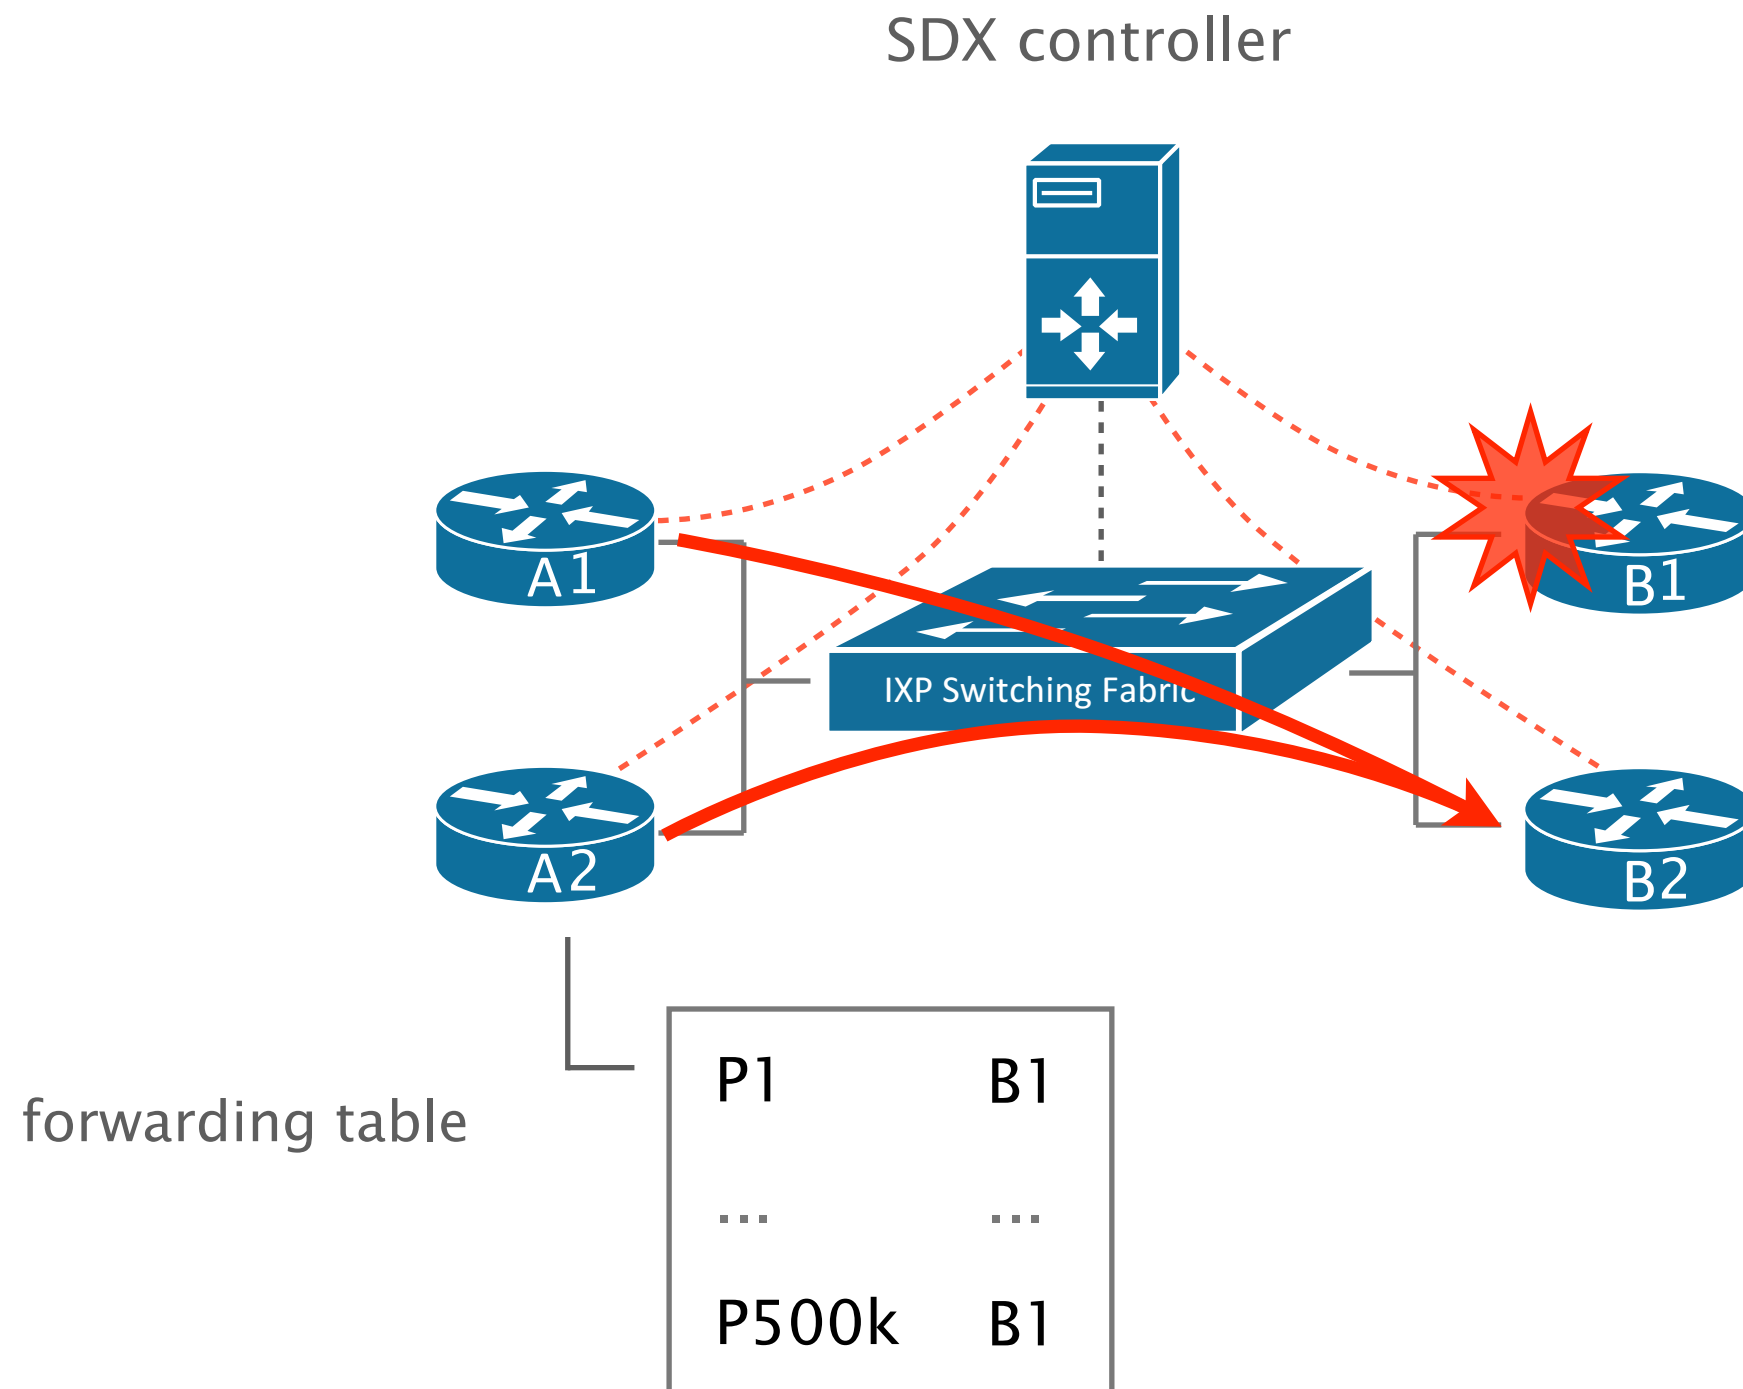 SDX controller
A1
B1
IXP Switching Fabric
A2
B2
forwarding table
P1 B1
... ...
P500k B1